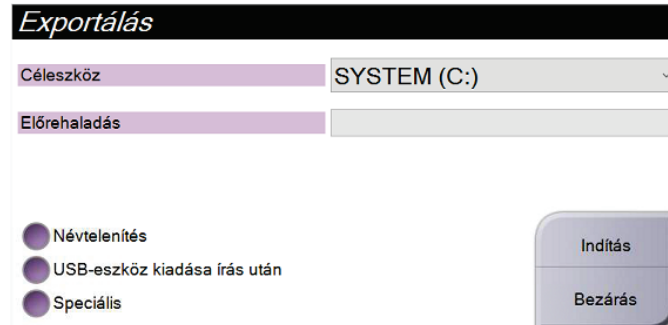 Exportálás
Céleszköz
SYSTEM (C:)
Előrehaladás
Névtelenítés
USB-eszköz kiadása írás után
Speciális
Indítás
Bezárás